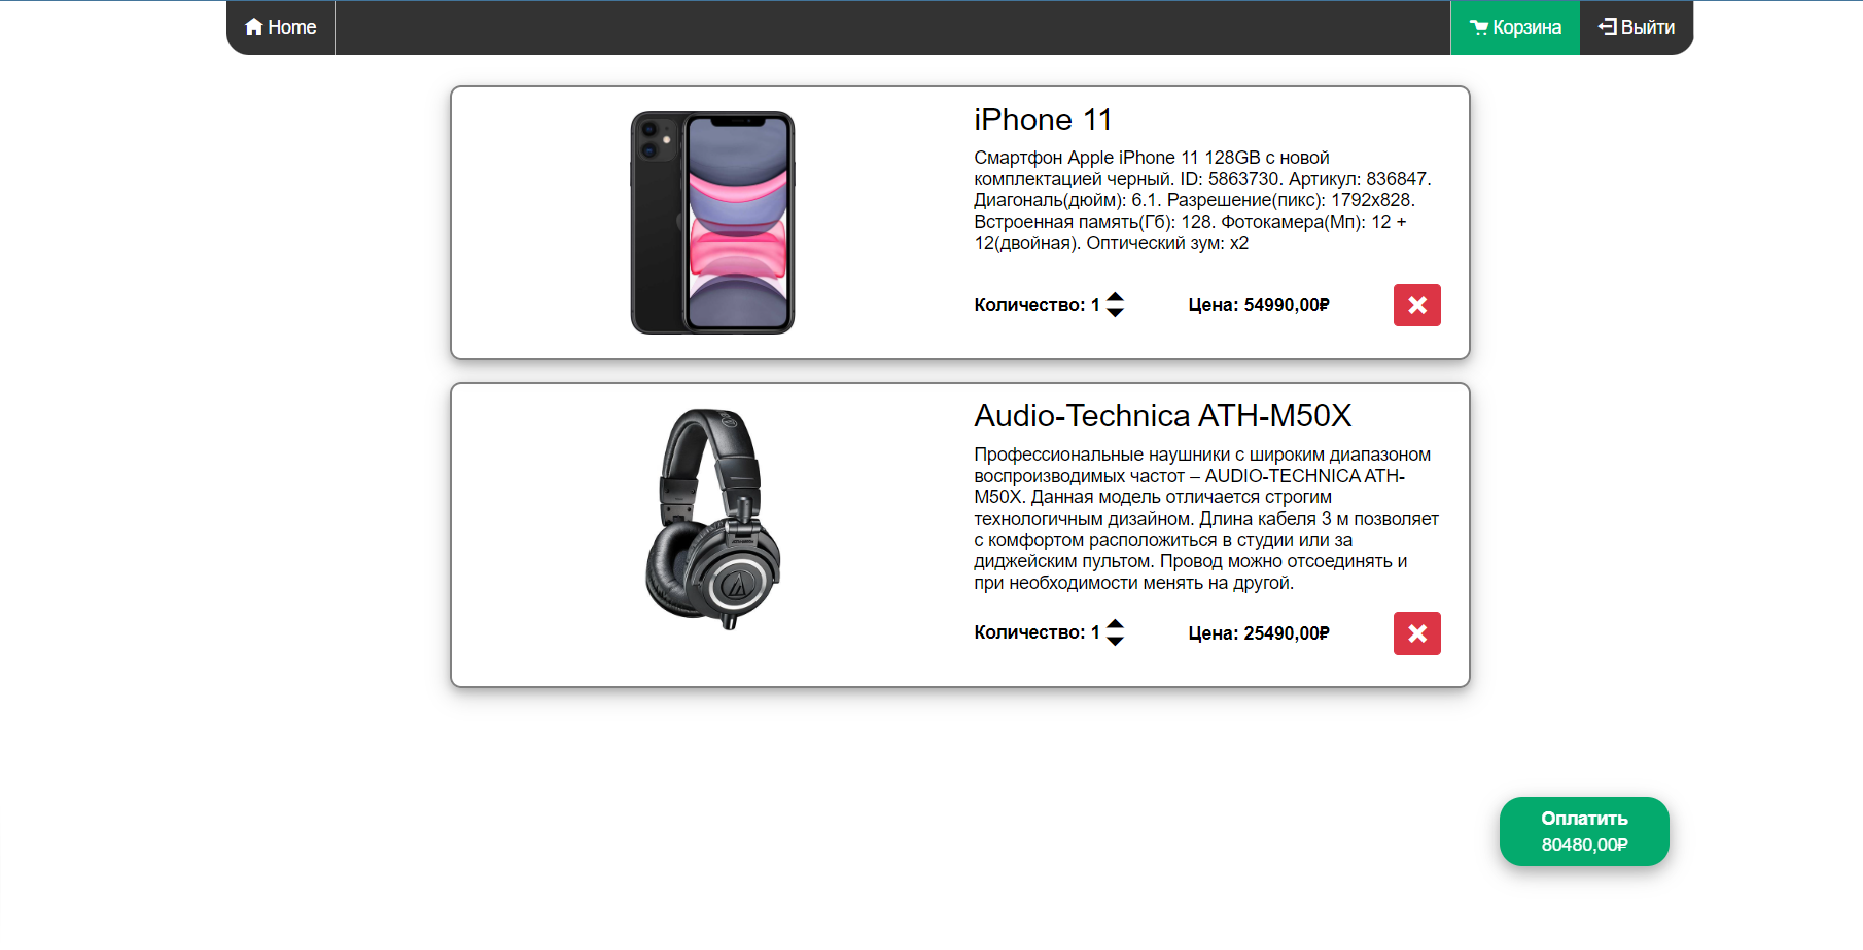 Home
Корзина
Выйти
iPhone 11
Смартфон Apple iPhone 11 128GB с новой
комплектацией черный. ID: 5863730. Артикул: 836847.
Диагональ(дюйм): 6.1. Разрешение(пикс): 1792x828.
Встроенная память(Гб): 128. Фотокамера(Мп): 12 +
12(двойная). Оптический зум: x2
Количество: 1
Цена: 54990,00₽
Audio-Technica ATH-M50X
Профессиональные наушники с широким диапазоном
воспроизводимых частот – AUDIO-TECHNICA ATH-
M50X. Данная модель отличается строгим
технологичным дизайном. Длина кабеля 3 м позволяет
с комфортом расположиться в студии или за
диджейским пультом. Провод можно отсоединять и
при необходимости менять на другой.
Количество: 1
Цена: 25490,00₽
Оплатить
80480,00₽